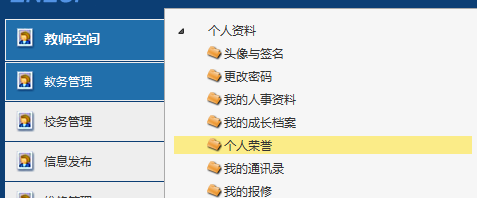 教师空间
教务管理
校务管理
信息发布
个人资料
头像与签名
更改密码
我的人事资料
我的成长档案
个人荣誉
我的通讯录
我的报修